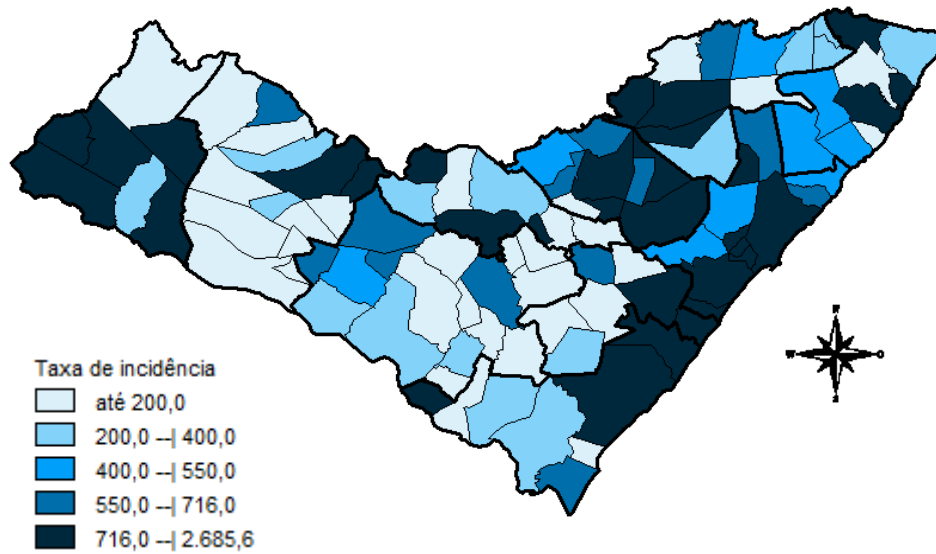 Taxa de incidência
até 200,0
200,0 --| 400,0
400,0 --| 550,0
550,0 --| 716,0
716,0 --| 2.685,6
W